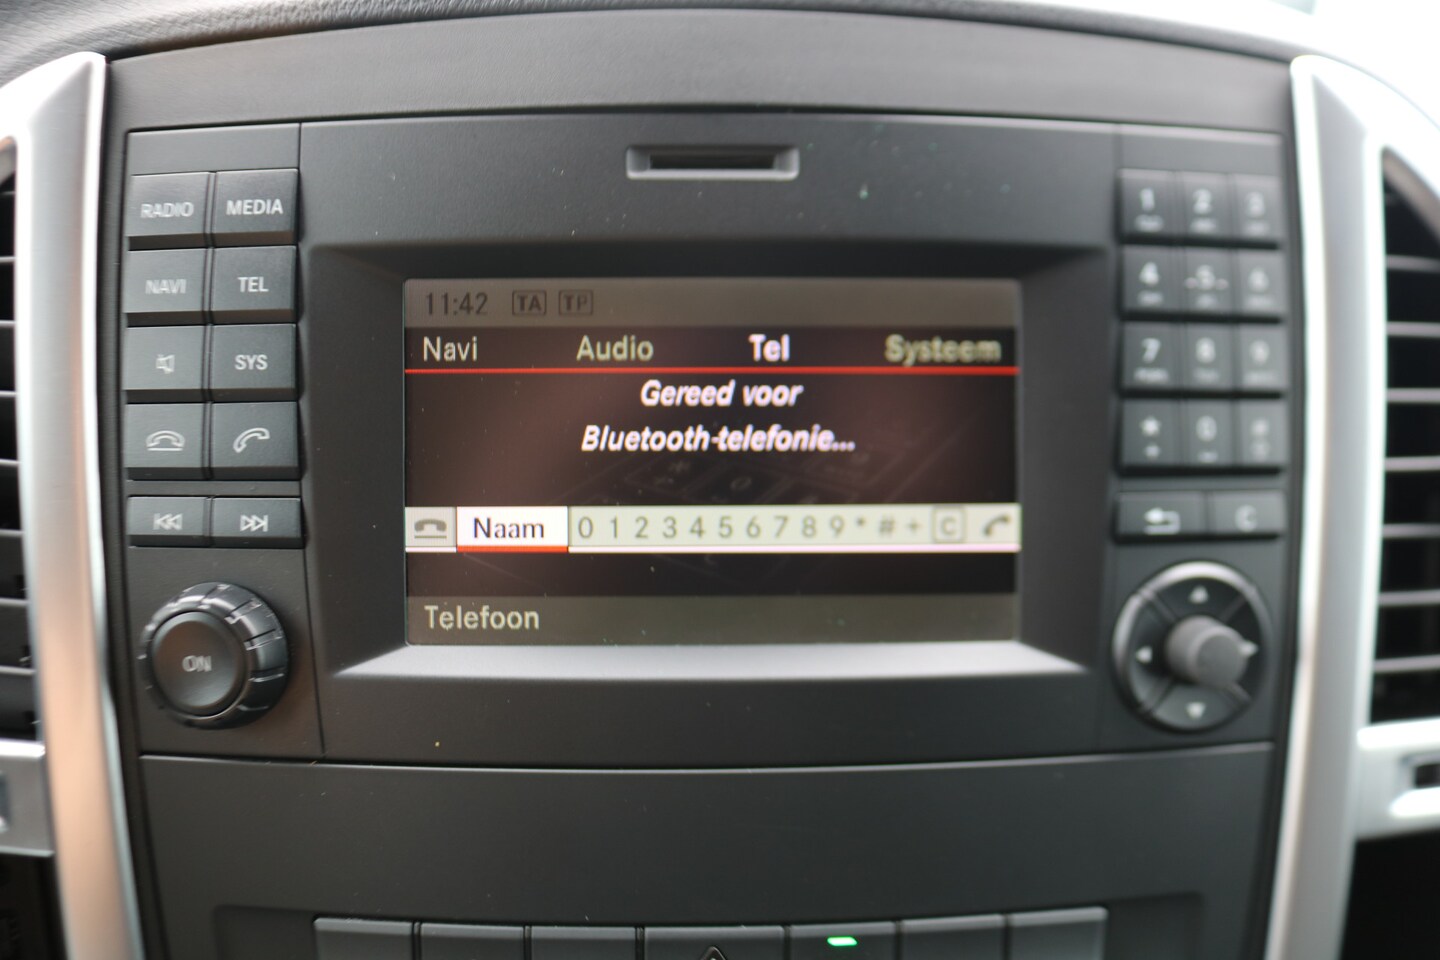 RADIO MEDIA
NAVI TEL
SYS
ON
11:42 TA TP
Navi Audio Tel Systeem
Gereed voor
Bluetooth-telefonie...
Naam 0 1 2 3 4 5 6 7 8 9 * # + C
Telefoon
1 2 3
4 5 6
7 8 9
* 0 #
C